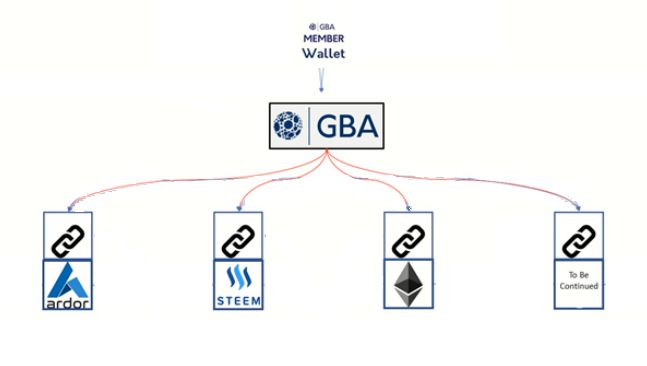 GBA
MEMBER
Wallet
GBA
ardor
STEEM
To Be
Continued